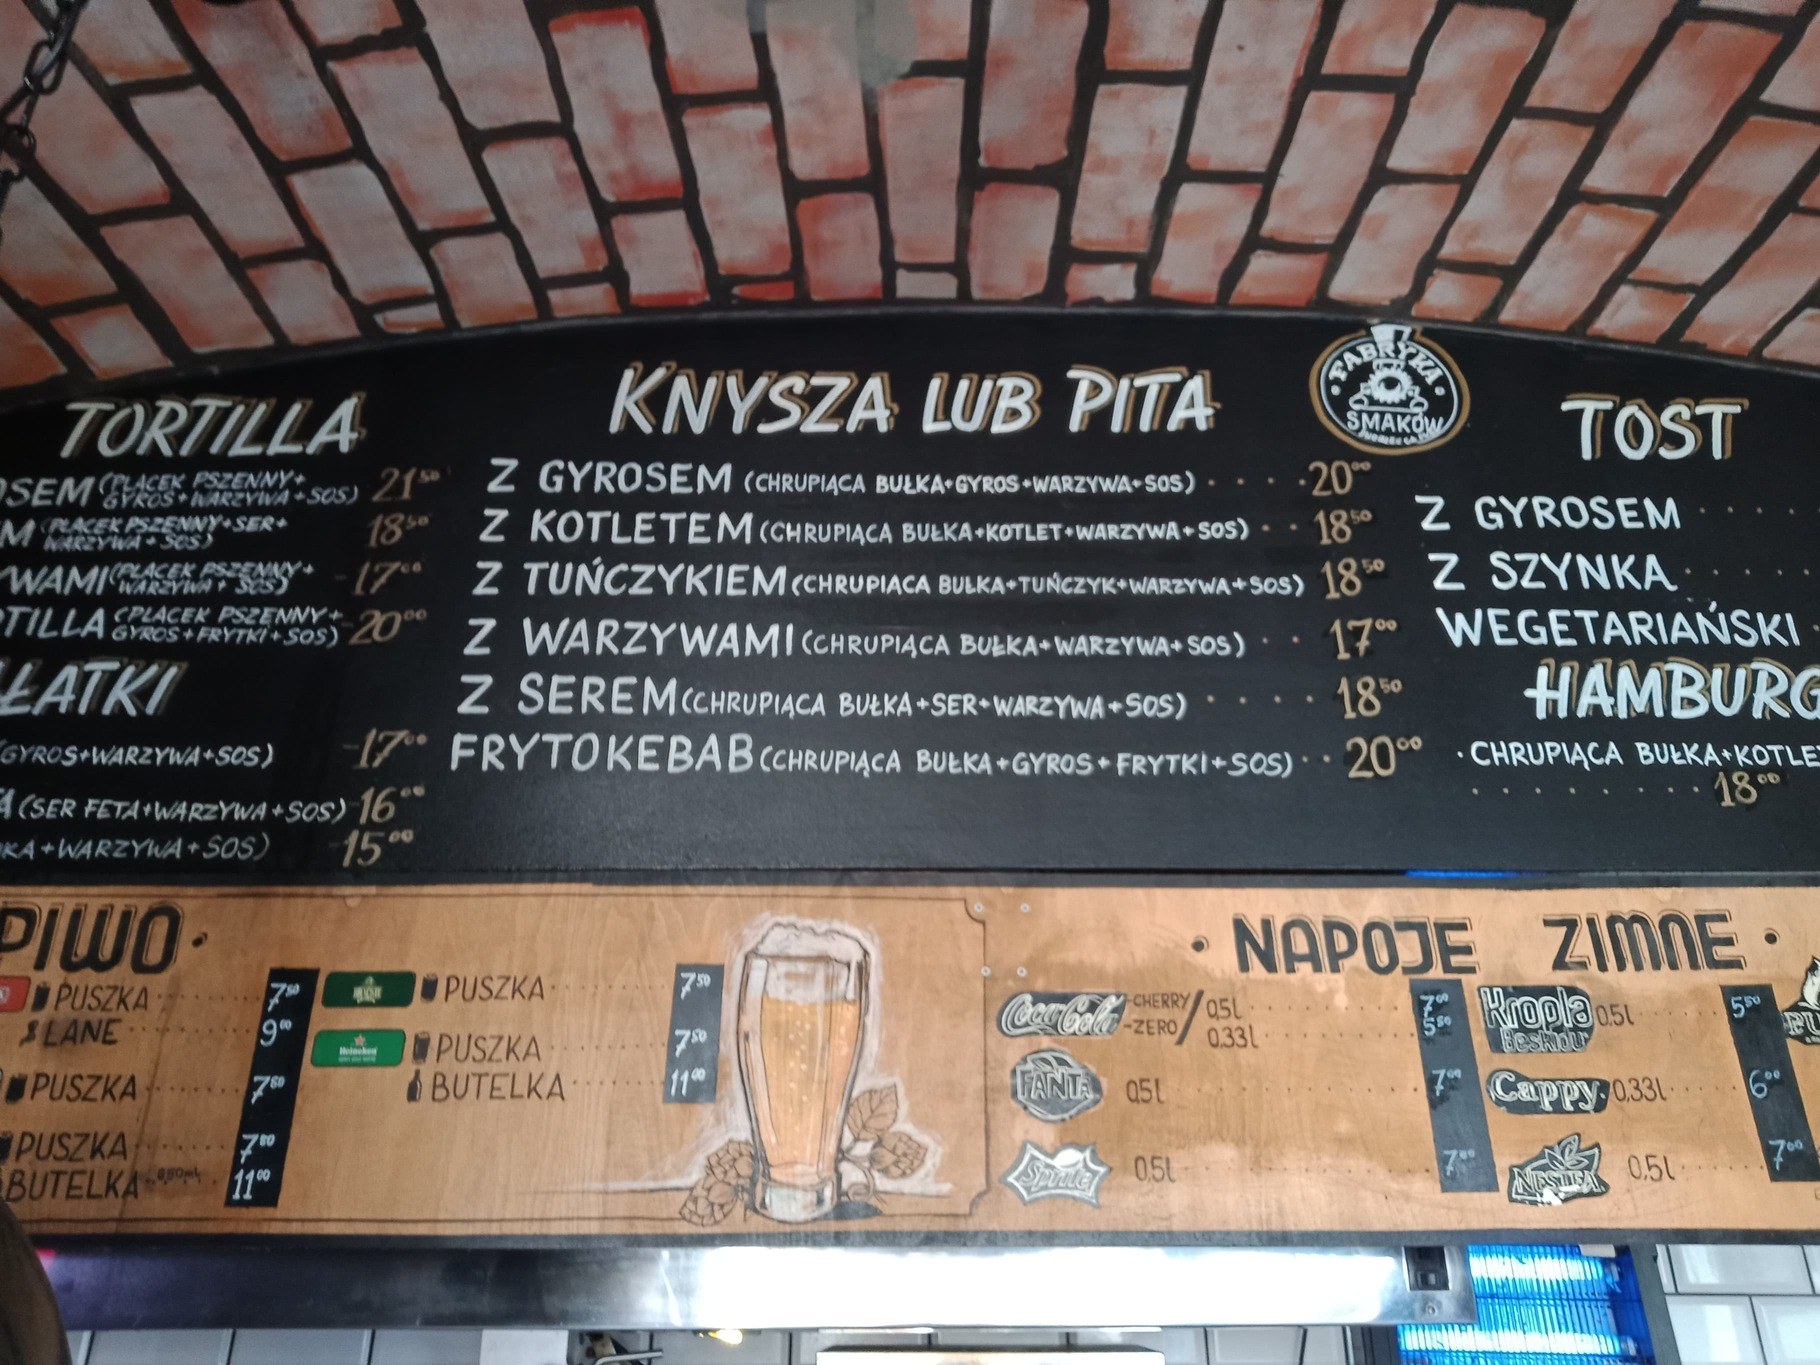 TORTILLA
(PLACEK PSZENNY+
GYROS+WARZYWA+SOS) 21⁵⁰
(PLACEK PSZENNY+SER+
WARZYWA+SOS) 18⁵⁰
(PLACEK PSZENNY+
WARZYWA+SOS) 17⁰⁰
(PLACEK PSZENNY+
GYROS+FRYTKI+SOS) 20⁰⁰
(GYROS+WARZYWA+SOS) 17⁰⁰
(SER FETA+WARZYWA+SOS) 16⁰⁰
+WARZYWA+SOS) 15⁰⁰
KNYSZA LUB PITA
Z GYROSEM (CHRUPIĄCA BUŁKA+GYROS+WARZYWA+SOS) .... 20⁰⁰
Z KOTLETEM (CHRUPIĄCA BUŁKA+KOTLET+WARZYWA+SOS) .. 18⁵⁰
Z TUŃCZYKIEM (CHRUPIACA BUŁKA+TUŃCZYK+WARZYWA+SOS) 18⁵⁰
Z WARZYWAMI (CHRUPIĄCA BUŁKA+WARZYWA+SOS) .. 17⁰⁰
Z SEREM (CHRUPIĄCA BUŁKA+SER+WARZYWA+SOS) .... 18⁵⁰
FRYTOKEBAB (CHRUPIĄCA BUŁKA+GYROS+FRYTKI+SOS) .. 20⁰⁰
FABRYKA
SMAKÓW
TOST
Z GYROSEM
Z SZYNKA
WEGETARIAŃSKI
HAMBURG
CHRUPIĄCA BUŁKA+KOTLE
18⁰⁰
PIWO
PUSZKA 7⁵⁰
LANE 9⁰⁰
PUSZKA 7⁵⁰
PUSZKA 7⁵⁰
BUTELKA 11⁰⁰
PUSZKA 7⁵⁰
Heineken PUSZKA 7⁵⁰
BUTELKA 11⁰⁰
NAPOJE ZIMNE
Coca-Cola -CHERRY / 0,5l 7⁰⁰
-ZERO 0,33l 5⁵⁰
FANTA 0,5l 7⁰⁰
Sprite 0,5l 7⁰⁰
Kropla Beskidu 0.5l 5⁵⁰
Cappy 0,33l 6⁰⁰
NESTEA 0,5l 7⁰⁰